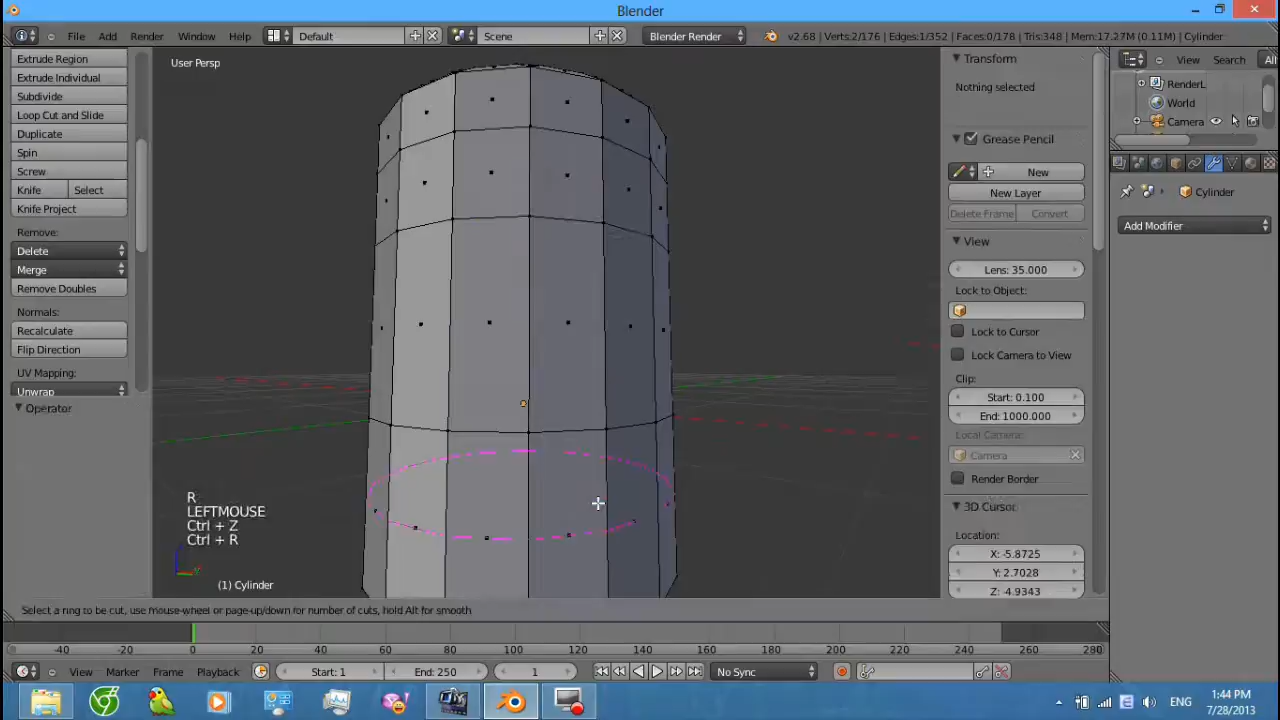 Blender
File Add Render Window Help Default Scene Blender Render v2.68 | Verts:2/176 | Edges:1/352 | Faces:0/178 | Tris:348 | Mem:17.27M (0.11M) | Cylinder
Extrude Region
Extrude Individual
Subdivide
Loop Cut and Slide
Duplicate
Spin
Screw
Knife Select
Knife Project
Remove:
Delete
Merge
Remove Doubles
Normals:
Recalculate
Flip Direction
UV Mapping:
Unwrap
Operator
User Persp
R
LEFTMOUSE
Ctrl + Z
Ctrl + R
(1) Cylinder
Transform
Nothing selected
Grease Pencil
New
New Layer
Delete Frame Convert
View
Lens: 35.000
Lock to Object:
Lock to Cursor
Lock Camera to View
Clip:
Start: 0.100
End: 1000.000
Local Camera:
Camera
Render Border
3D Cursor
Location:
X: -5.8725
Y: 2.7028
Z: -4.9343
View Search All
RenderL
World
Camera
Cylinder
Add Modifier
Select a ring to be cut, use mouse-wheel or page-up/down for number of cuts, hold Alt for smooth
-40 -20 0 20 40 60 80 100 120 140 160 180 200 220 240 260 280
View Marker Frame Playback Start: 1 End: 250 1 No Sync
ENG
1:44 PM
7/28/2013